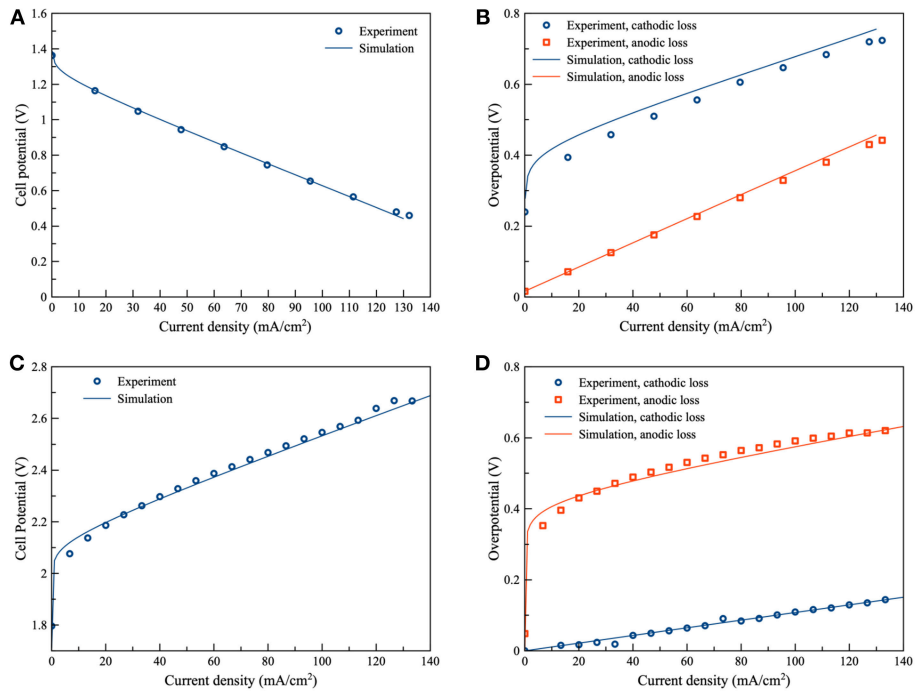 A
1.6
1.4
1.2
1
0.8
0.6
0.4
0.2
0
Cell potential (V)
Experiment
Simulation
0 10 20 30 40 50 60 70 80 90 100 110 120 130 140
Current density (mA/cm²)
B
0.8
0.6
0.4
0.2
0
Overpotential (V)
Experiment, cathodic loss
Experiment, anodic loss
Simulation, cathodic loss
Simulation, anodic loss
0 20 40 60 80 100 120 140
Current density (mA/cm²)
C
2.8
2.6
2.4
2.2
2
1.8
Cell Potential (V)
Experiment
Simulation
0 20 40 60 80 100 120 140
Current density (mA/cm²)
D
0.8
0.6
0.4
0.2
0
Overpotential (V)
Experiment, cathodic loss
Experiment, anodic loss
Simulation, cathodic loss
Simulation, anodic loss
0 20 40 60 80 100 120 140
Current density (mA/cm²)